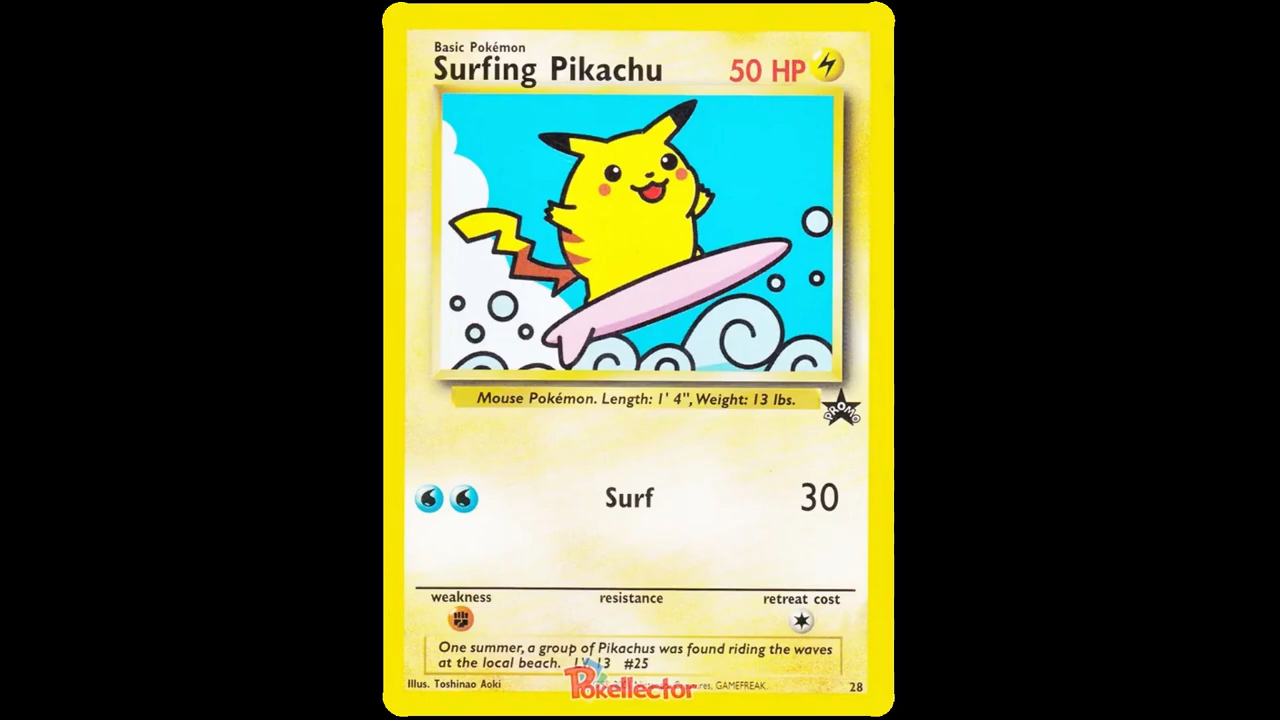 Basic Pokémon
Surfing Pikachu 50 HP
Mouse Pokémon. Length: 1' 4", Weight: 13 lbs.
PROMO
Surf 30
weakness resistance retreat cost
One summer, a group of Pikachus was found riding the waves
at the local beach. LV. 13 #25
Pokellector
Illus. Toshinao Aoki GAMEFREAK. 28